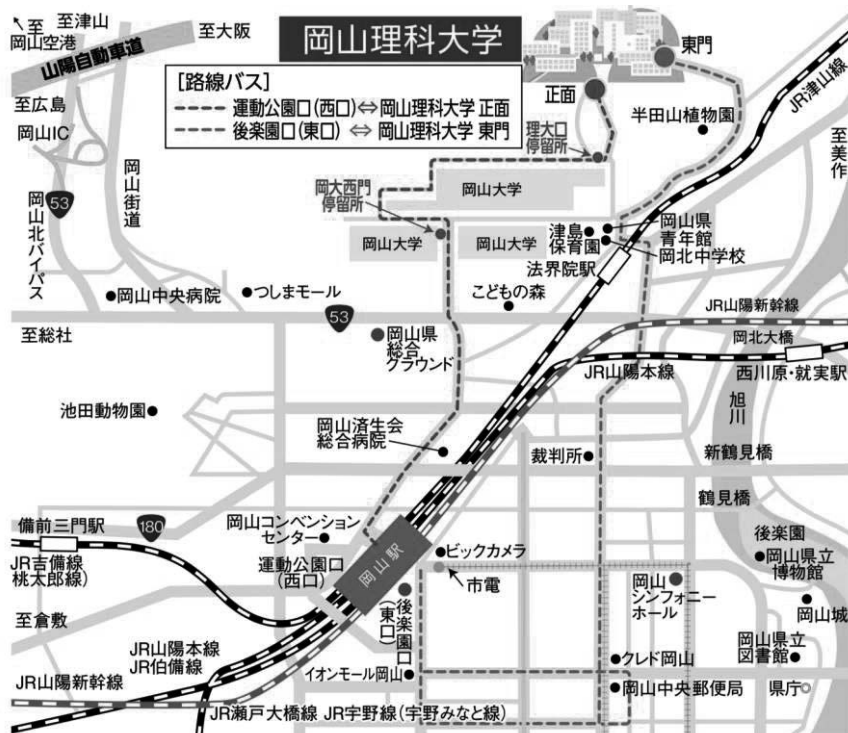 至
岡山空港
至津山
至大阪
山陽自動車道
岡山理科大学
東門
正面
[路線バス]
運動公園口(西口)⇔岡山理科大学 正面
後楽園口(東口) ⇔ 岡山理科大学 東門
至広島
岡山IC
53
岡山北バイパス
岡山街道
理大口
停留所
半田山植物園
JR津山線
至美作
岡山大学
岡大西門
停留所
岡山大学
岡山大学
津島
保育園
岡山県
青年館
岡北中学校
法界院駅
岡山中央病院
つしまモール
こどもの森
53
至総社
岡山県
総合
グラウンド
JR山陽新幹線
岡北大橋
JR山陽本線
西川原・就実駅
旭川
池田動物園
岡山済生会
総合病院
裁判所
新鶴見橋
鶴見橋
備前三門駅
180
岡山コンベンション
センター
運動公園口
(西口)
岡山駅
ビックカメラ
市電
後楽園
岡山県立
博物館
JR吉備線
(桃太郎線)
岡山
シンフォニー
ホール
岡山城
至倉敷
後楽園口
(東口)
JR山陽本線
JR伯備線
岡山県立
図書館
クレド岡山
イオンモール岡山
JR山陽新幹線
岡山中央郵便局
県庁
JR瀬戸大橋線 JR宇野線(宇野みなと線)